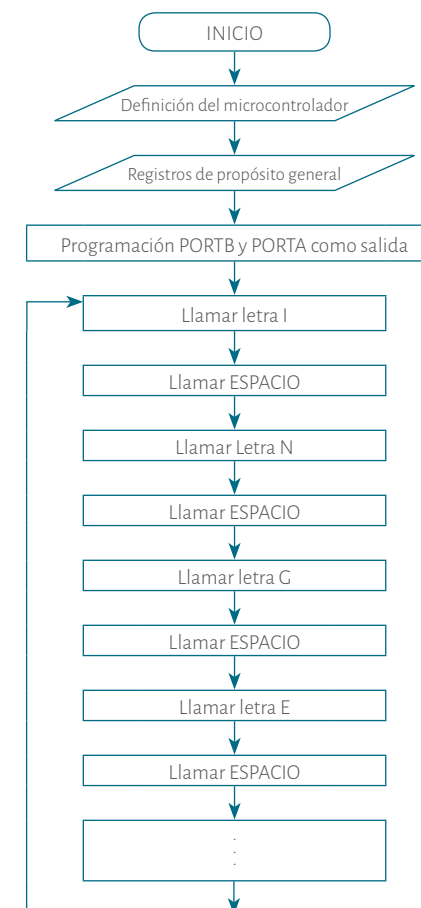 INICIO
Definición del microcontrolador
Registros de propósito general
Programación PORTB y PORTA como salida
Llamar letra I
Llamar ESPACIO
Llamar Letra N
Llamar ESPACIO
Llamar letra G
Llamar ESPACIO
Llamar letra E
Llamar ESPACIO
.
.
.